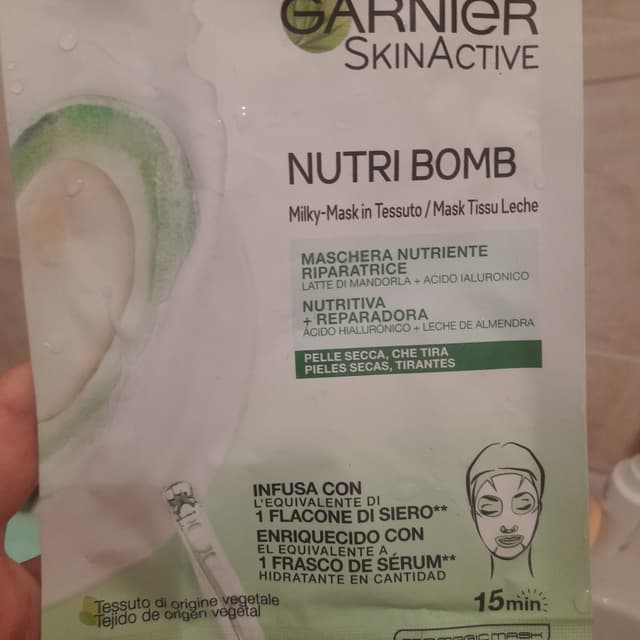 GARNIER
SKINACTIVE
NUTRI BOMB
Milky-Mask in Tessuto / Mask Tissu Leche
MASCHERA NUTRIENTE
RIPARATRICE
LATTE DI MANDORLA + ACIDO IALURONICO
NUTRITIVA
+ REPARADORA
ÁCIDO HIALURÓNICO + LECHE DE ALMENDRA
PELLE SECCA, CHE TIRA
PIELES SECAS, TIRANTES
INFUSA CON
L'EQUIVALENTE DI
1 FLACONE DI SIERO**
ENRIQUECIDO CON
EL EQUIVALENTE A
1 FRASCO DE SÉRUM**
HIDRATANTE EN CANTIDAD
Tessuto di origine vegetale
Tejido de origen vegetal
15min